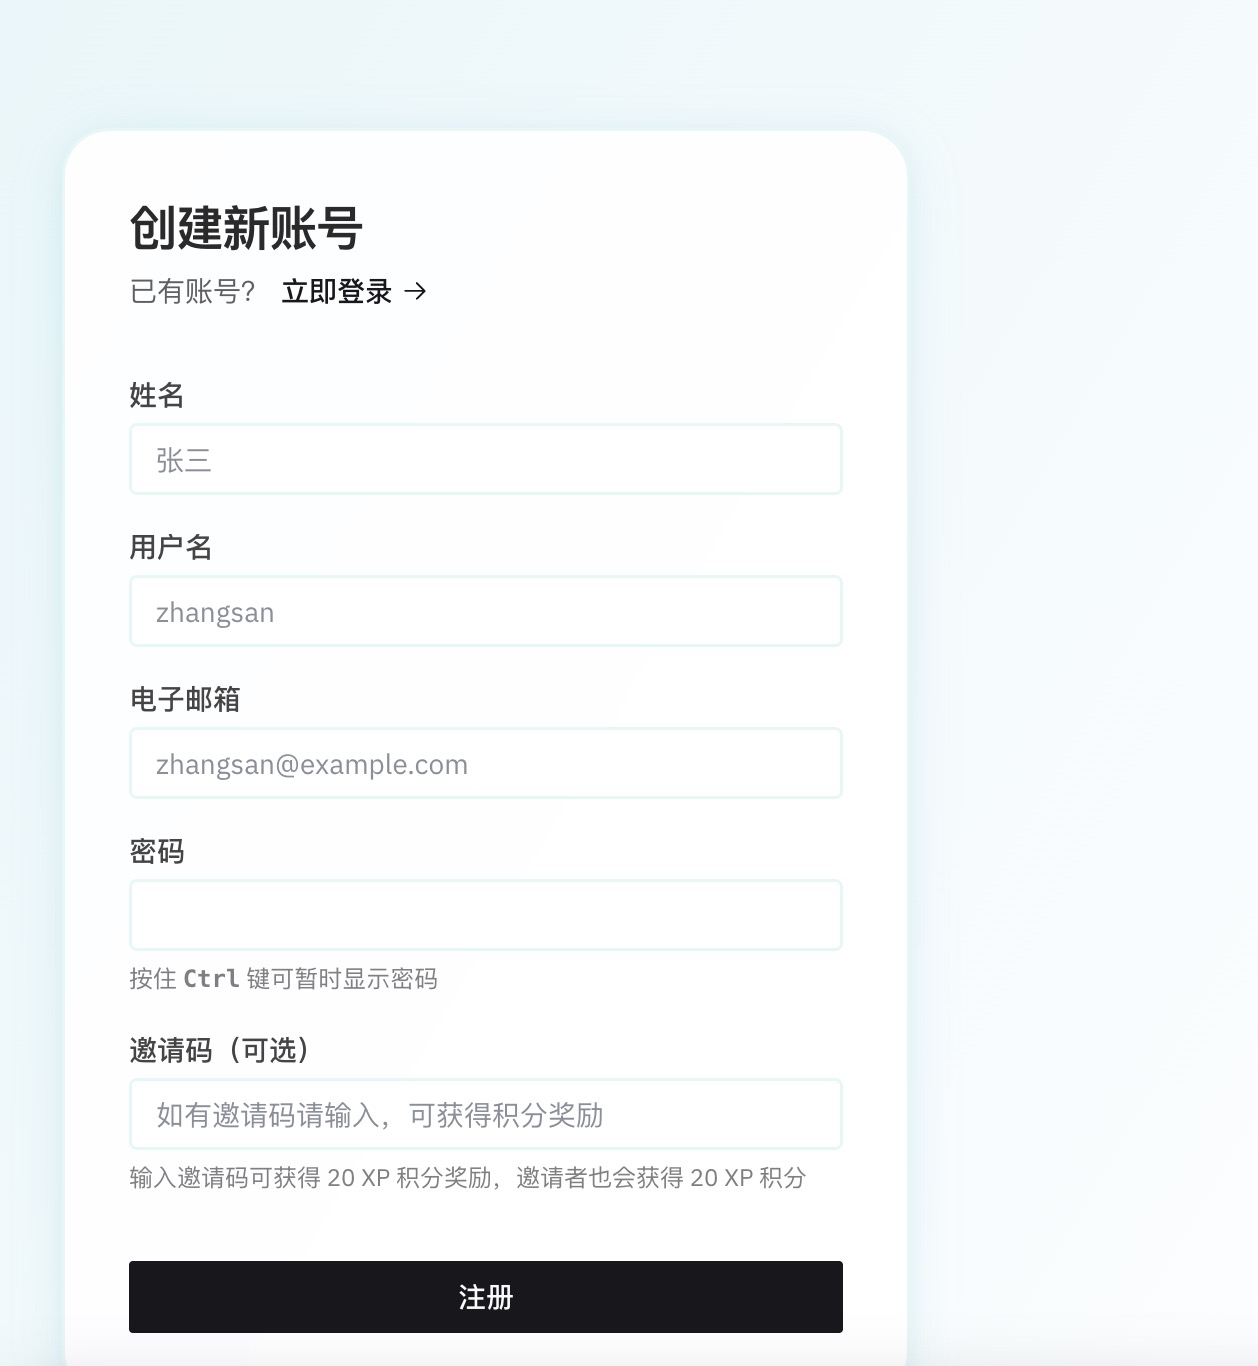 创建新账号
已有账号? 立即登录 →
姓名
张三
用户名
zhangsan
电子邮箱
zhangsan@example.com
密码
按住 Ctrl 键可暂时显示密码
邀请码（可选）
如有邀请码请输入，可获得积分奖励
输入邀请码可获得 20 XP 积分奖励，邀请者也会获得 20 XP 积分
注册